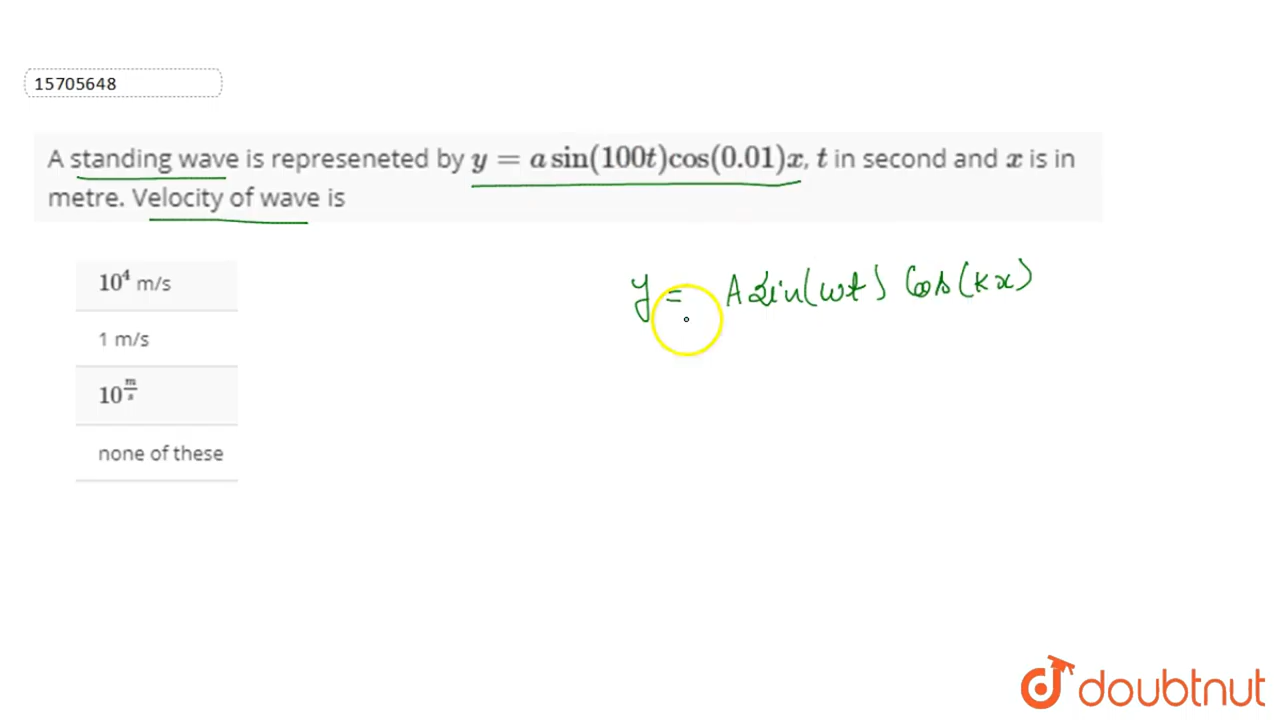 15705648
A standing wave is represeneted by y = a sin(100t)cos(0.01)x, t in second and x is in
metre. Velocity of wave is
10⁴ m/s
1 m/s
10 m/s
none of these
y = A sin(ωt) Cos(kx)
doubtnut